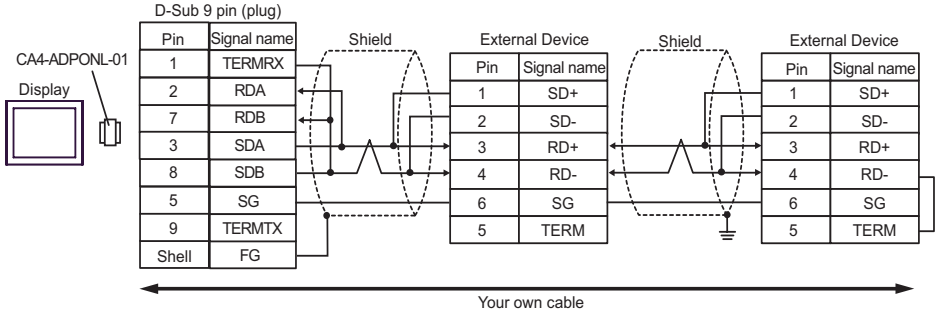 D-Sub 9 pin (plug)
CA4-ADPONL-01
Display
Pin Signal name
1 TERMRX
2 RDA
7 RDB
3 SDA
8 SDB
5 SG
9 TERMTX
Shell FG
Shield
External Device
Pin Signal name
1 SD+
2 SD-
3 RD+
4 RD-
6 SG
5 TERM
Shield
External Device
Pin Signal name
1 SD+
2 SD-
3 RD+
4 RD-
6 SG
5 TERM
Your own cable